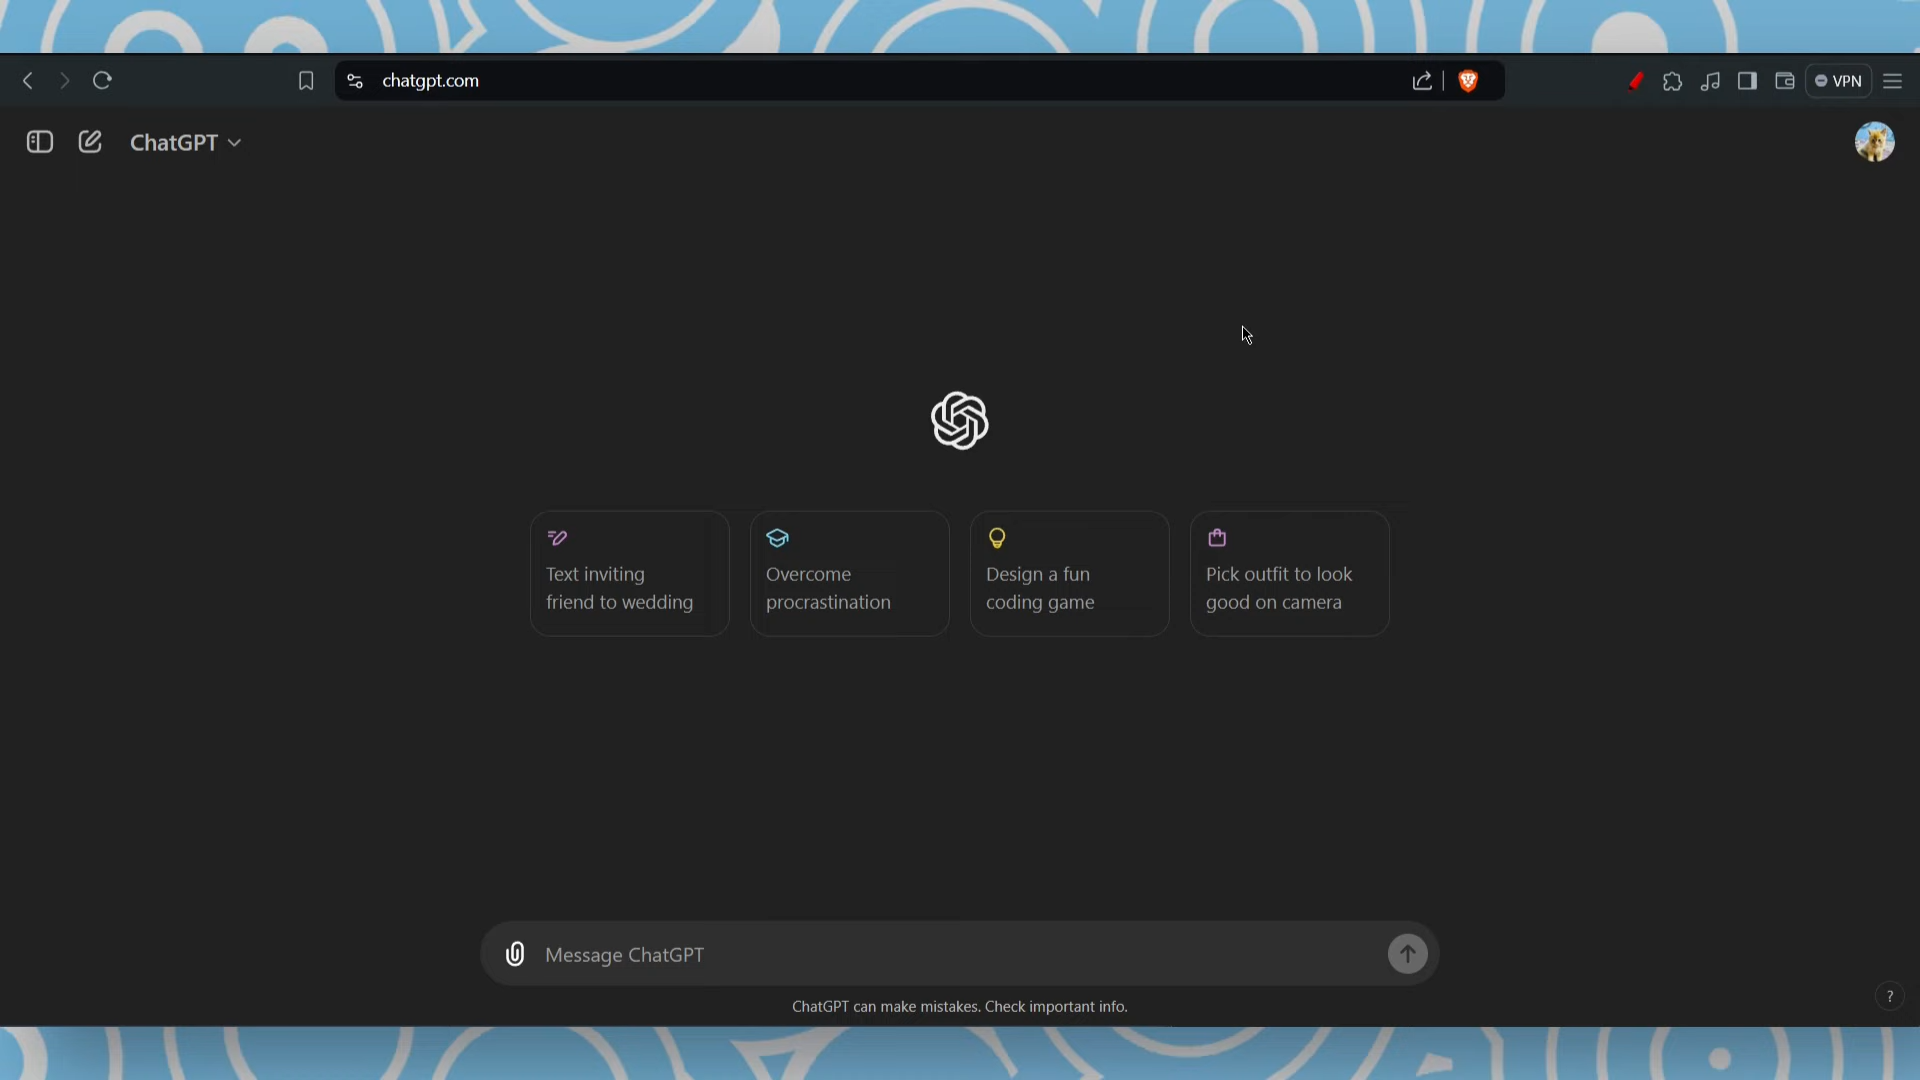 chatgpt.com
VPN
ChatGPT
Text inviting
friend to wedding
Overcome
procrastination
Design a fun
coding game
Pick outfit to look
good on camera
Message ChatGPT
ChatGPT can make mistakes. Check important info.
?